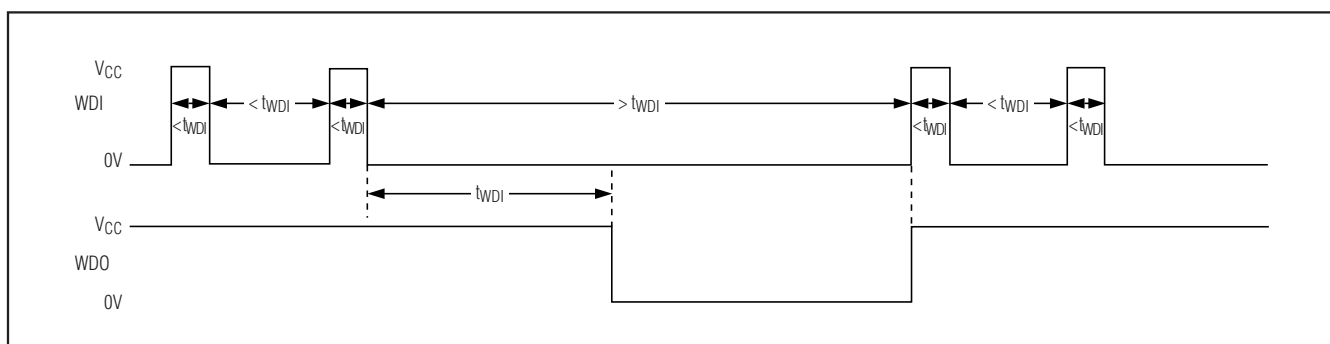 VCC
WDI
< tWDI
> tWDI
< tWDI
<tWDI
<tWDI
<tWDI
<tWDI
0V
tWDI
VCC
WDO
0V